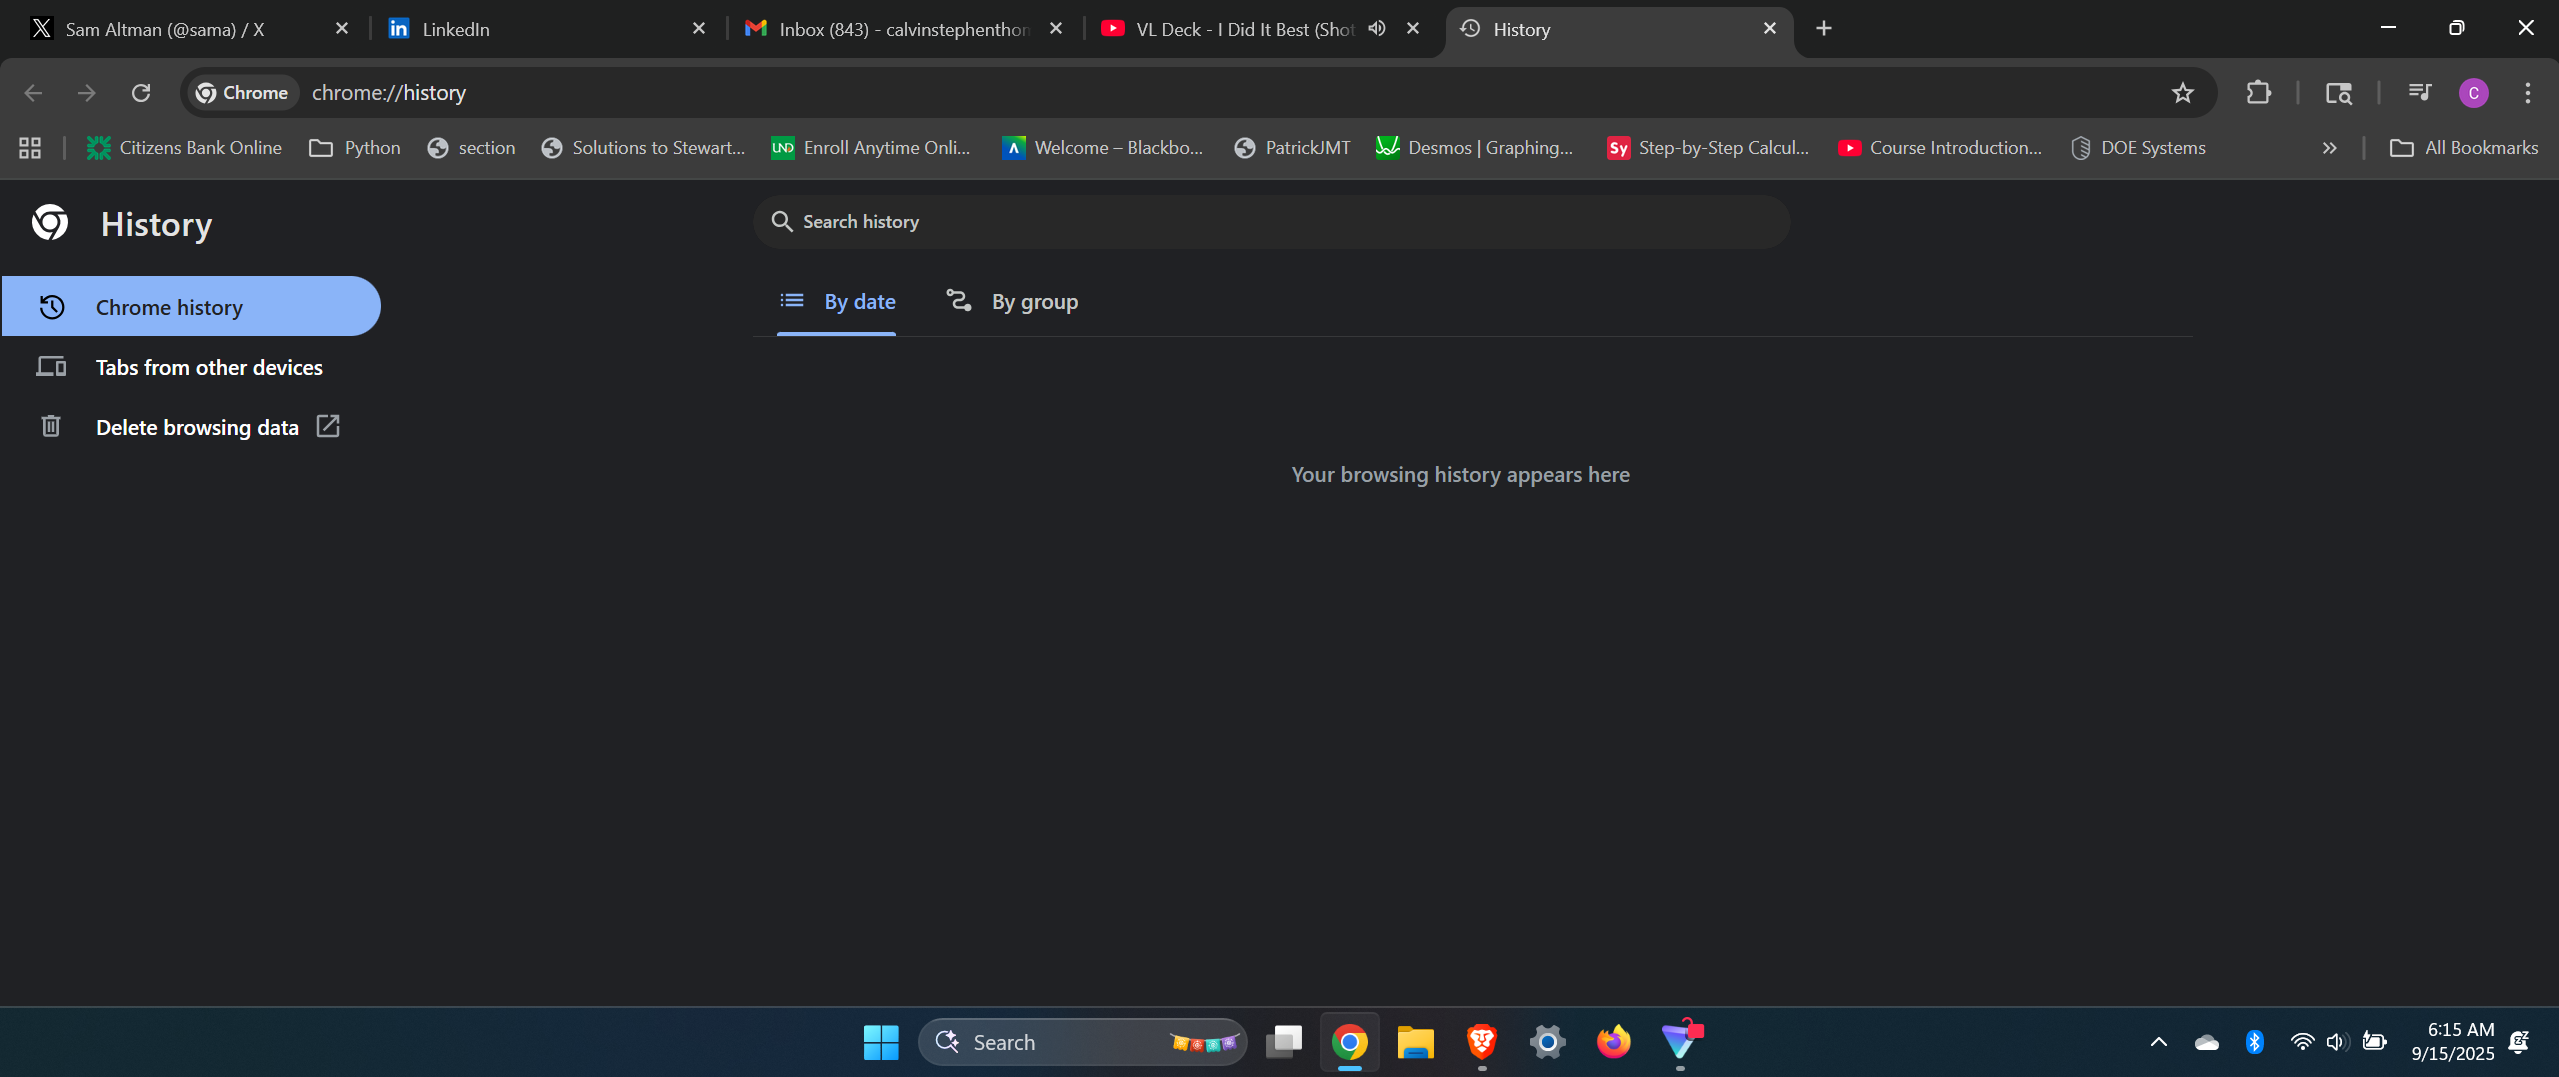 Sam Altman (@sama) / X
LinkedIn
Inbox (843) - calvinstephenthon
VL Deck - I Did It Best (Shot
History
Chrome
chrome://history
C
Citizens Bank Online
Python
section
Solutions to Stewart...
UND
Enroll Anytime Onli...
Welcome – Blackbo...
PatrickJMT
Desmos | Graphing...
Sy
Step-by-Step Calcul...
Course Introduction...
DOE Systems
All Bookmarks
History
Search history
Chrome history
By date
By group
Tabs from other devices
Delete browsing data
Your browsing history appears here
Search
6:15 AM
9/15/2025